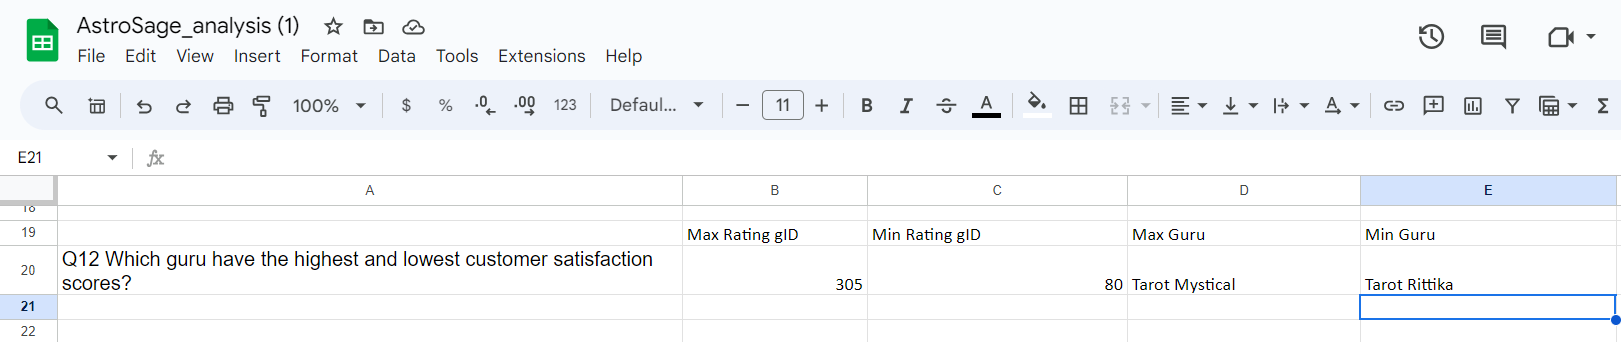 AstroSage_analysis (1)
File Edit View Insert Format Data Tools Extensions Help
100% $ % .0 .00 123 Defaul... − 11 + B I S A A Σ
E21 fx
A B C D E
18
19 Max Rating gID Min Rating gID Max Guru Min Guru
20 Q12 Which guru have the highest and lowest customer satisfaction
scores? 305 80 Tarot Mystical Tarot Rittika
21
22